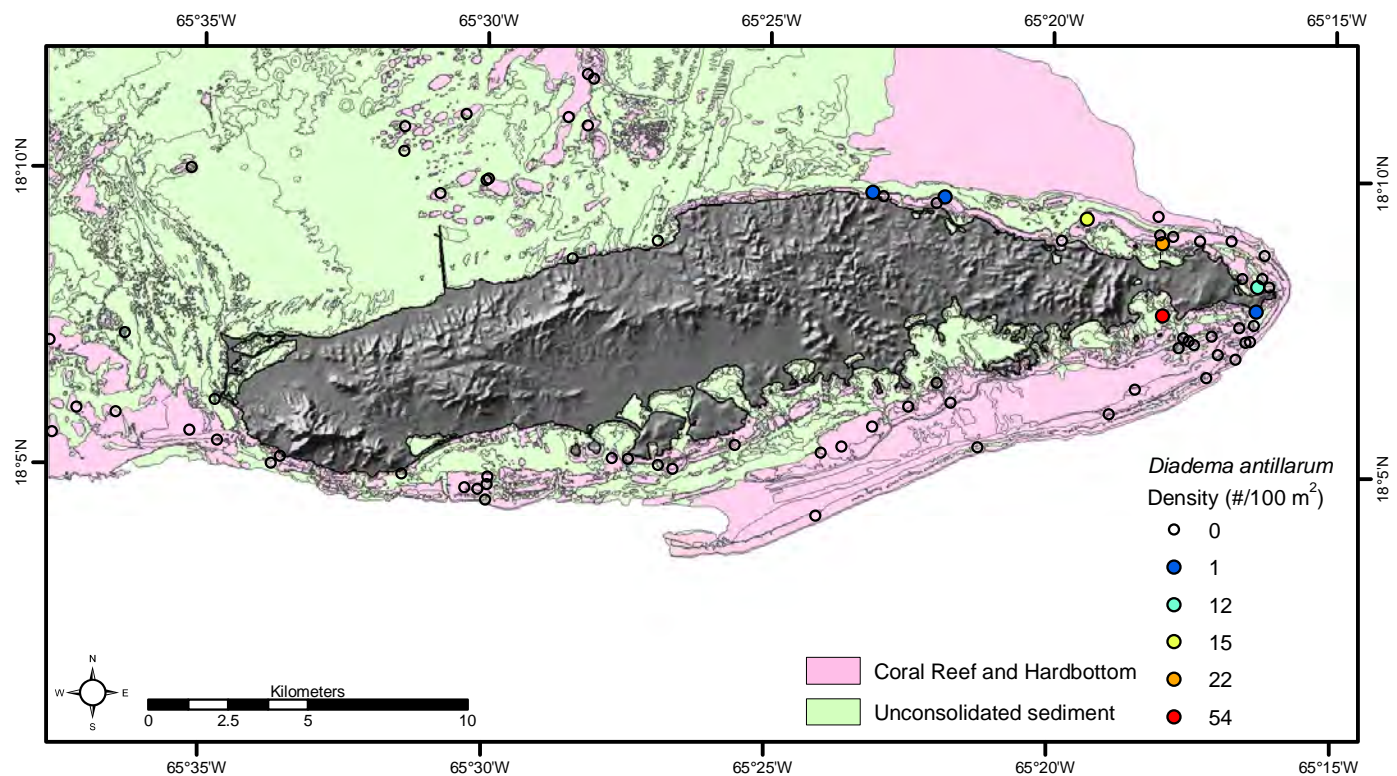 65°35'W 65°30'W 65°25'W 65°20'W 65°15'W
18°10'N 18°10'N
18°5'N 18°5'N
Diadema antillarum
Density (#/100 m²)
0
1
12
15
22
54
N
W E
S
Kilometers
0 2.5 5 10
Coral Reef and Hardbottom
Unconsolidated sediment
65°35'W 65°30'W 65°25'W 65°20'W 65°15'W